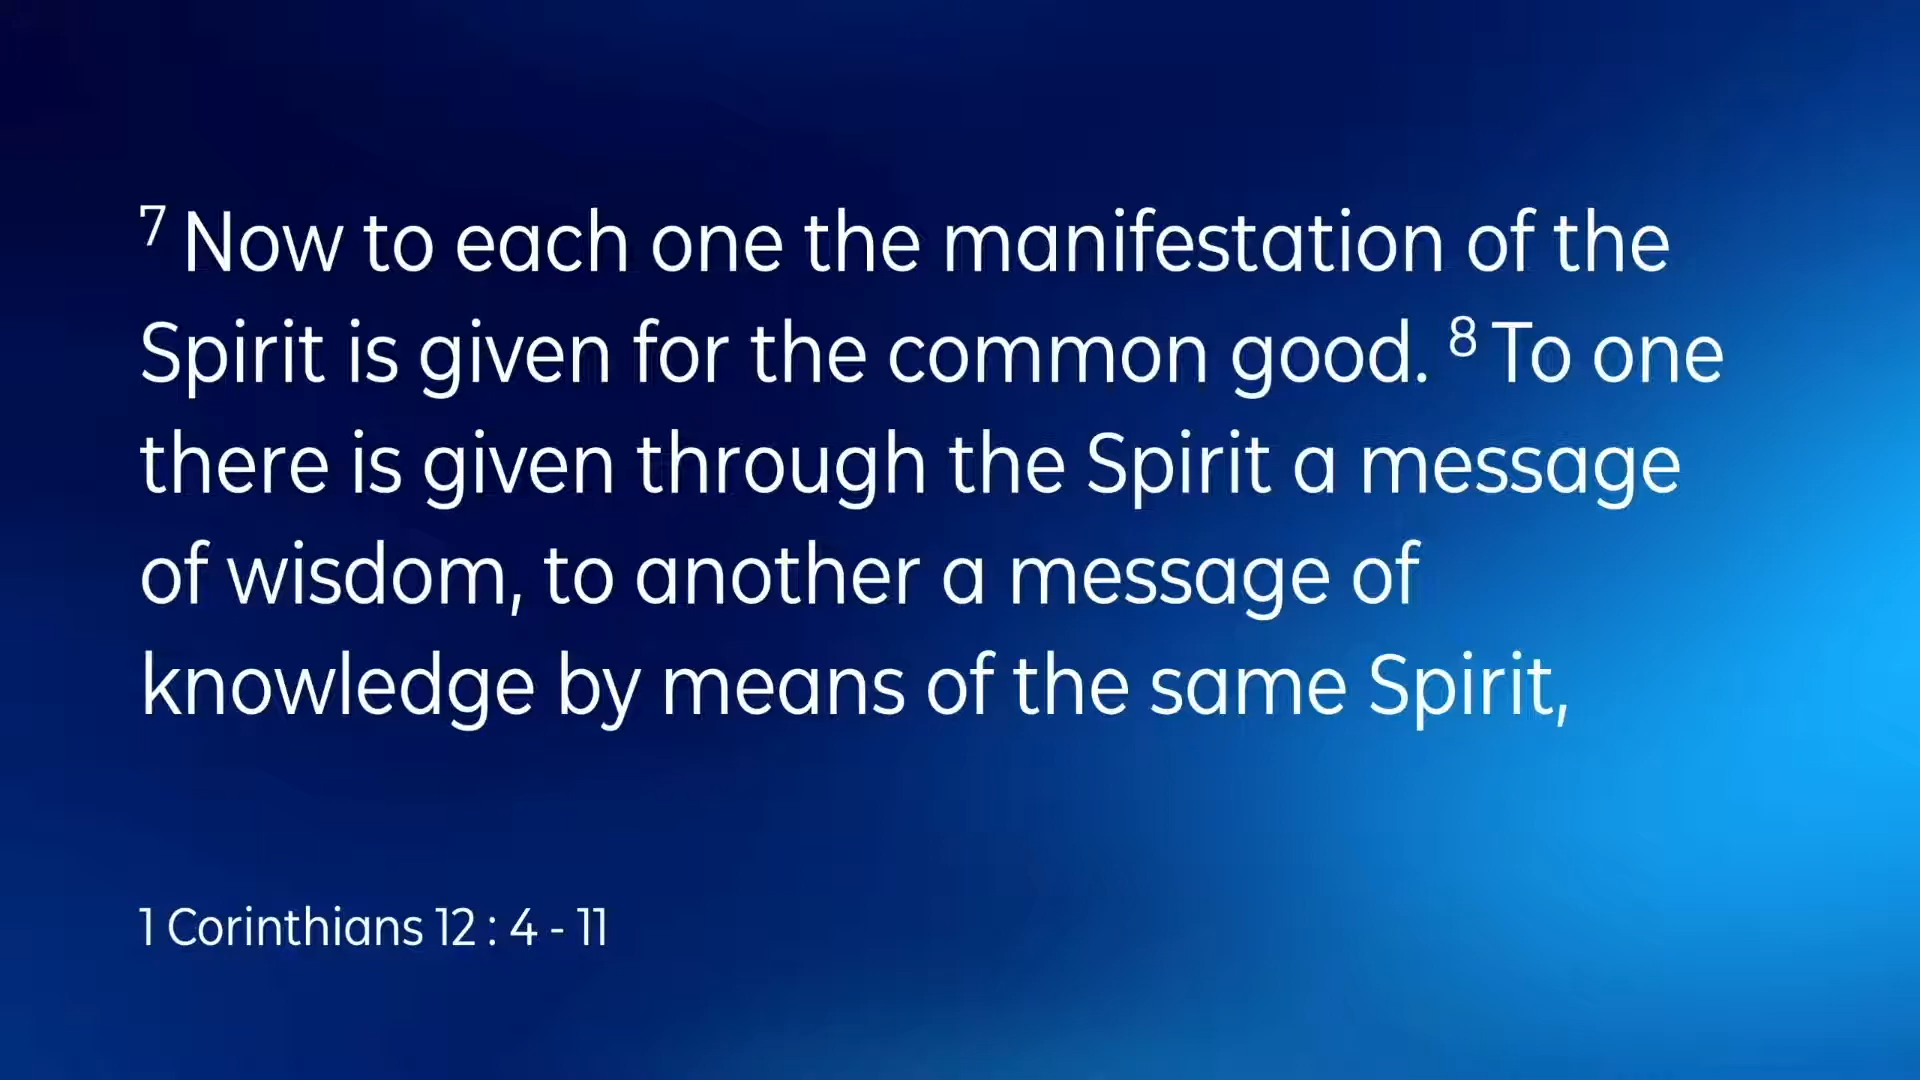 7 Now to each one the manifestation of the
Spirit is given for the common good. 8 To one
there is given through the Spirit a message
of wisdom, to another a message of
knowledge by means of the same Spirit,
1 Corinthians 12 : 4 - 11